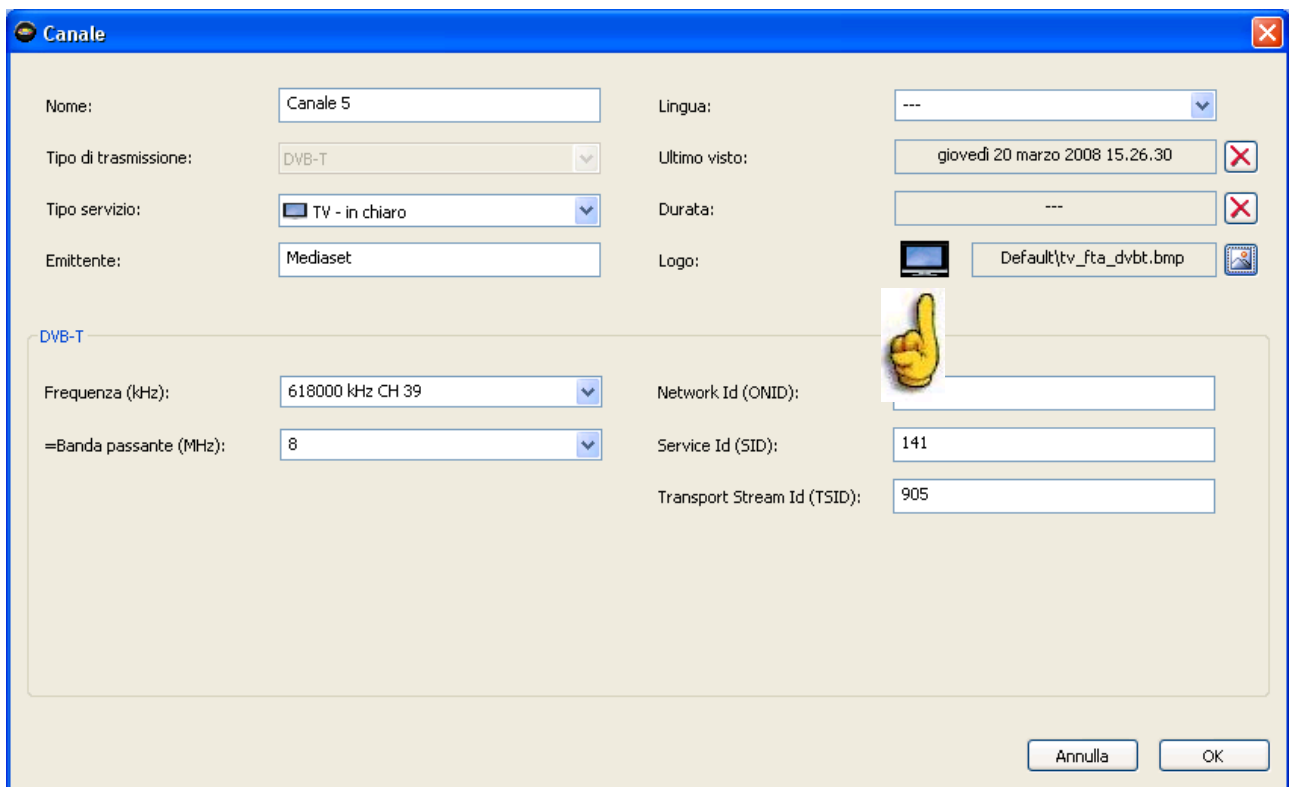 Canale
Nome: Canale 5
Lingua: ---
Tipo di trasmissione: DVB-T
Ultimo visto: giovedì 20 marzo 2008 15.26.30
Tipo servizio: TV - in chiaro
Durata: ---
Emittente: Mediaset
Logo: Default\tv_fta_dvbt.bmp
DVB-T
Frequenza (kHz): 618000 kHz CH 39
Network Id (ONID):
=Banda passante (MHz): 8
Service Id (SID): 141
Transport Stream Id (TSID): 905
Annulla
OK